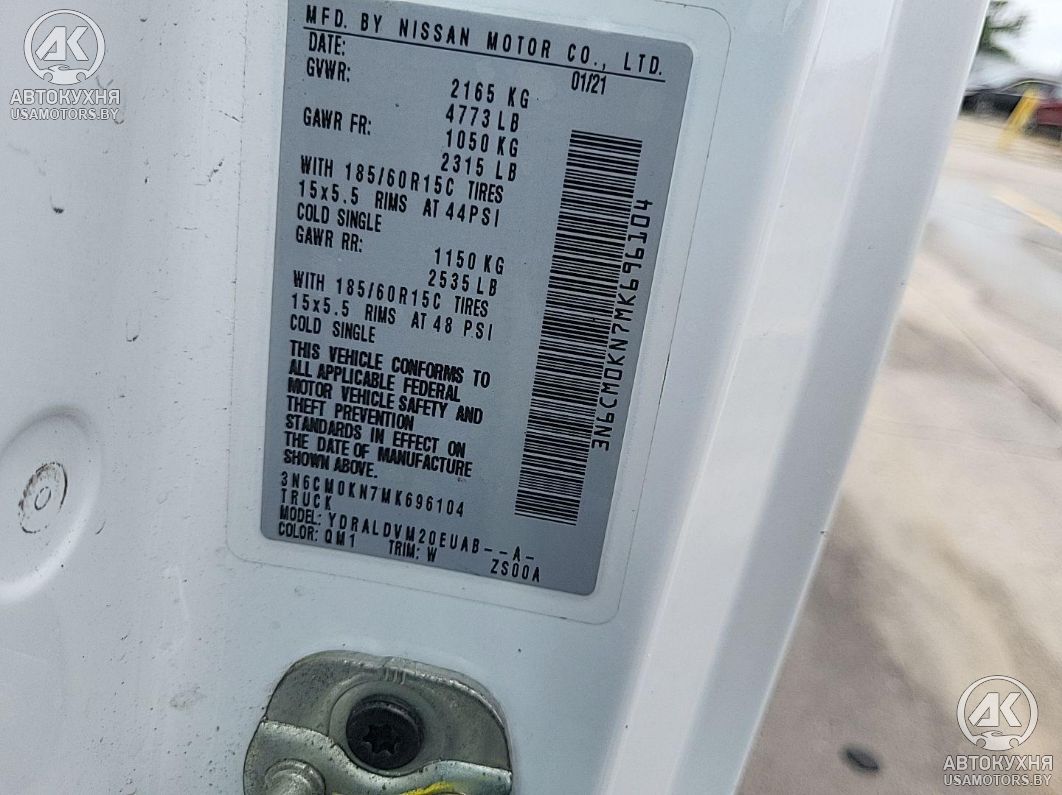 AK
АВТОКУХНЯ
USAMOTORS.BY
MFD. BY NISSAN MOTOR CO., LTD.
DATE: 01/21
GVWR: 2165 KG
4773 LB
GAWR FR: 1050 KG
2315 LB
WITH 185/60R15C TIRES
15x5.5 RIMS AT 44PSI
COLD SINGLE
GAWR RR: 1150 KG
2535 LB
WITH 185/60R15C TIRES
15x5.5 RIMS AT 48 PSI
COLD SINGLE
THIS VEHICLE CONFORMS TO
ALL APPLICABLE FEDERAL
MOTOR VEHICLE SAFETY AND
THEFT PREVENTION
STANDARDS IN EFFECT ON
THE DATE OF MANUFACTURE
SHOWN ABOVE.
3N6CM0KN7MK696104
TRUCK
MODEL: YDRALDVM20EUAB--A-
COLOR: QM1 TRIM: W ZS00A
3N6CM0KN7MK696104
AK
АВТОКУХНЯ
USAMOTORS.BY